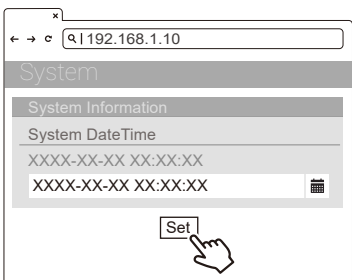 192.168.1.10
System
System Information
System DateTime
XXXX-XX-XX XX:XX:XX
XXXX-XX-XX XX:XX:XX
Set